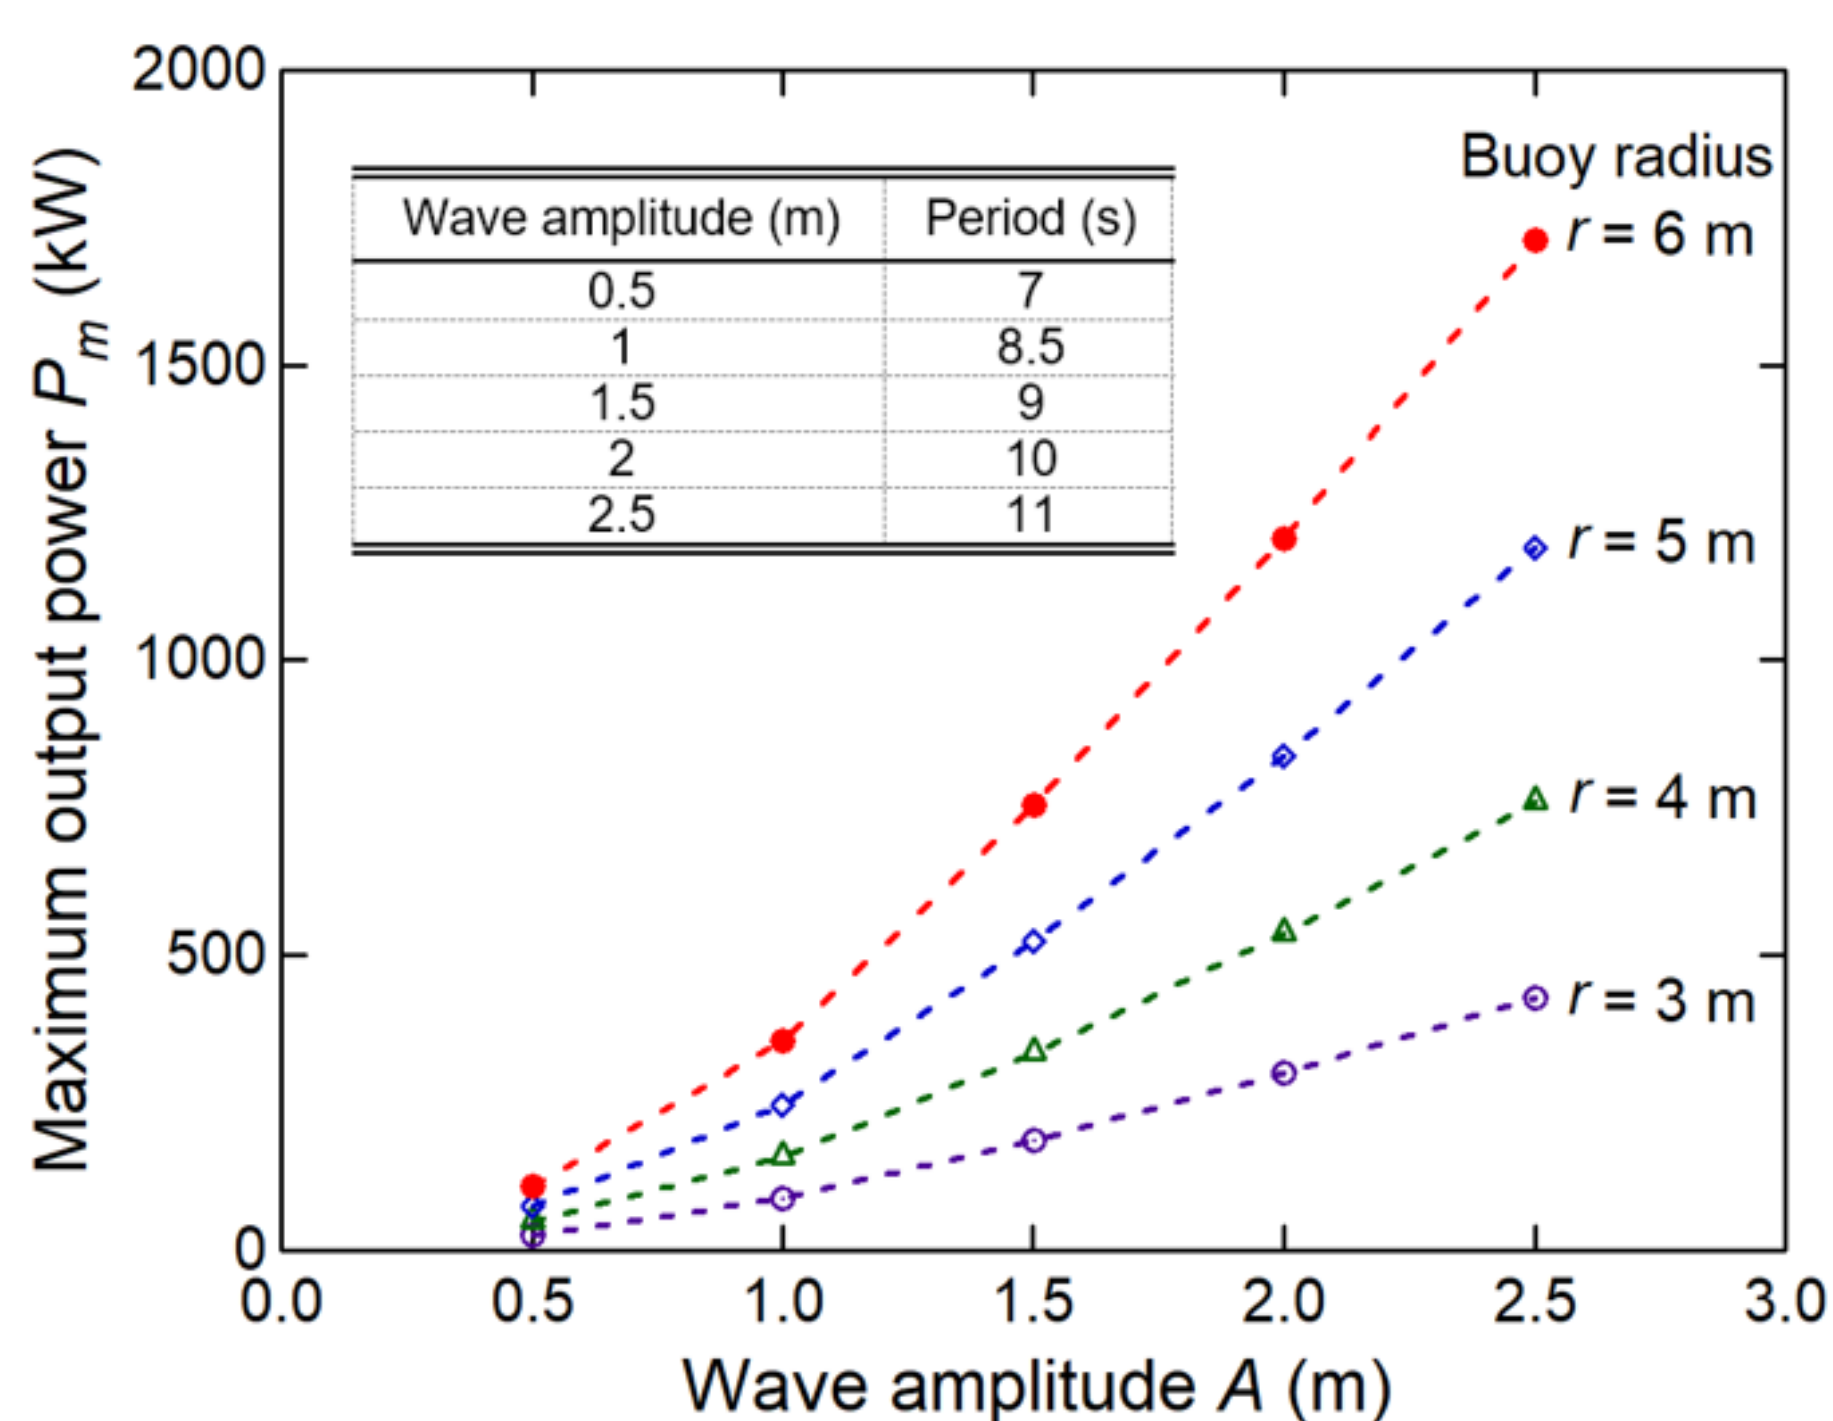 Maximum output power Pm (kW)
2000
1500
1000
500
0
Wave amplitude (m) Period (s)
0.5 7
1 8.5
1.5 9
2 10
2.5 11
Buoy radius
r = 6 m
r = 5 m
r = 4 m
r = 3 m
0.0 0.5 1.0 1.5 2.0 2.5 3.0
Wave amplitude A (m)